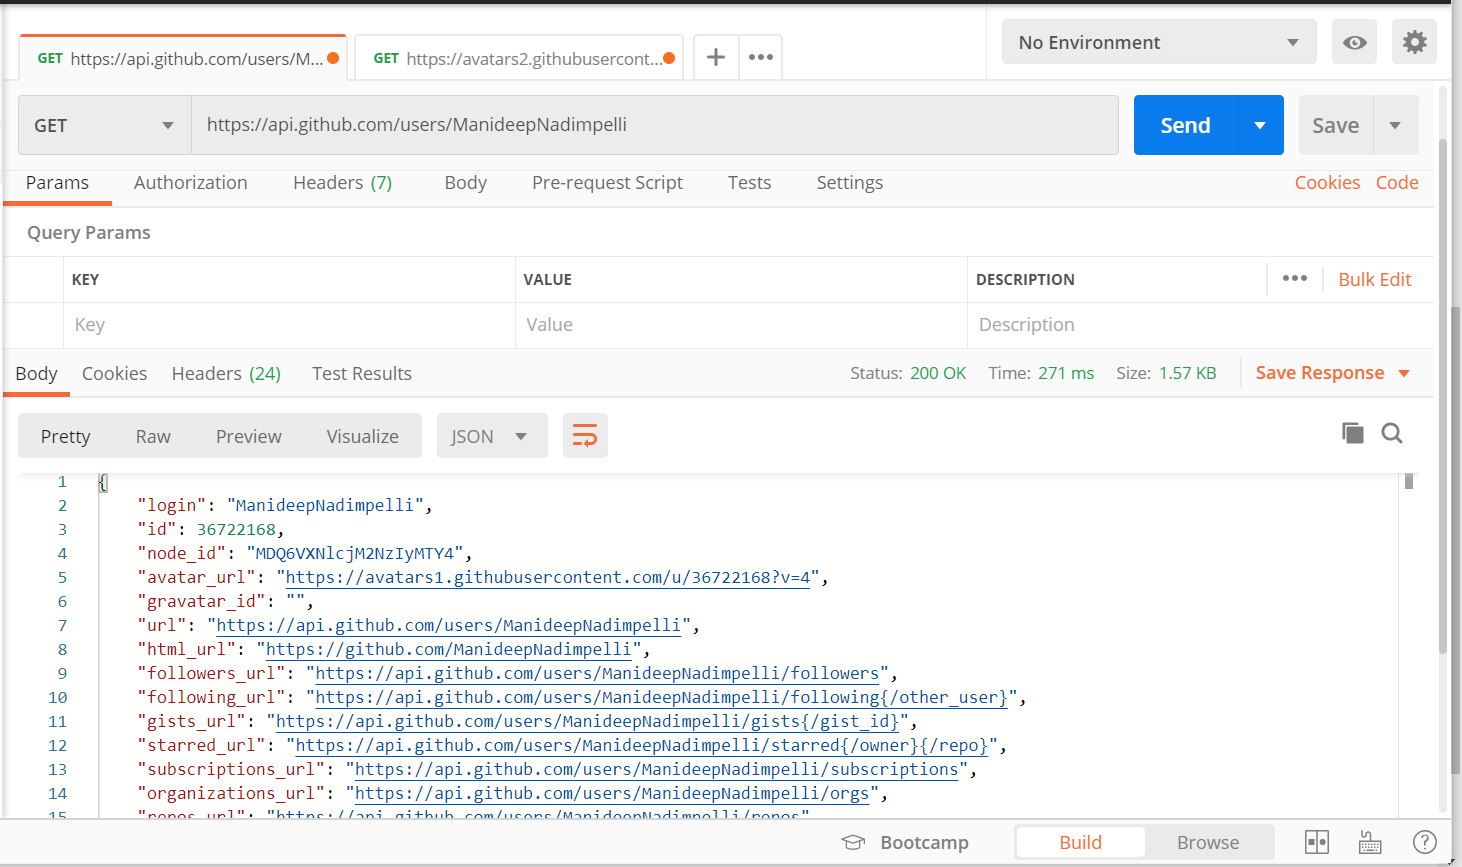 GET https://api.github.com/users/M... GET https://avatars2.githubusercont... + ••• No Environment
GET https://api.github.com/users/ManideepNadimpelli Send Save
Params Authorization Headers (7) Body Pre-request Script Tests Settings Cookies Code
Query Params
KEY VALUE DESCRIPTION ••• Bulk Edit
Key Value Description
Body Cookies Headers (24) Test Results Status: 200 OK Time: 271 ms Size: 1.57 KB Save Response
Pretty Raw Preview Visualize JSON
1 {
2 "login": "ManideepNadimpelli",
3 "id": 36722168,
4 "node_id": "MDQ6VXNlcjM2NzIyMTY4",
5 "avatar_url": "https://avatars1.githubusercontent.com/u/36722168?v=4",
6 "gravatar_id": "",
7 "url": "https://api.github.com/users/ManideepNadimpelli",
8 "html_url": "https://github.com/ManideepNadimpelli",
9 "followers_url": "https://api.github.com/users/ManideepNadimpelli/followers",
10 "following_url": "https://api.github.com/users/ManideepNadimpelli/following{/other_user}",
11 "gists_url": "https://api.github.com/users/ManideepNadimpelli/gists{/gist_id}",
12 "starred_url": "https://api.github.com/users/ManideepNadimpelli/starred{/owner}{/repo}",
13 "subscriptions_url": "https://api.github.com/users/ManideepNadimpelli/subscriptions",
14 "organizations_url": "https://api.github.com/users/ManideepNadimpelli/orgs",
15 "repos_url": "https://api.github.com/users/ManideepNadimpelli/repos"
Bootcamp Build Browse ?